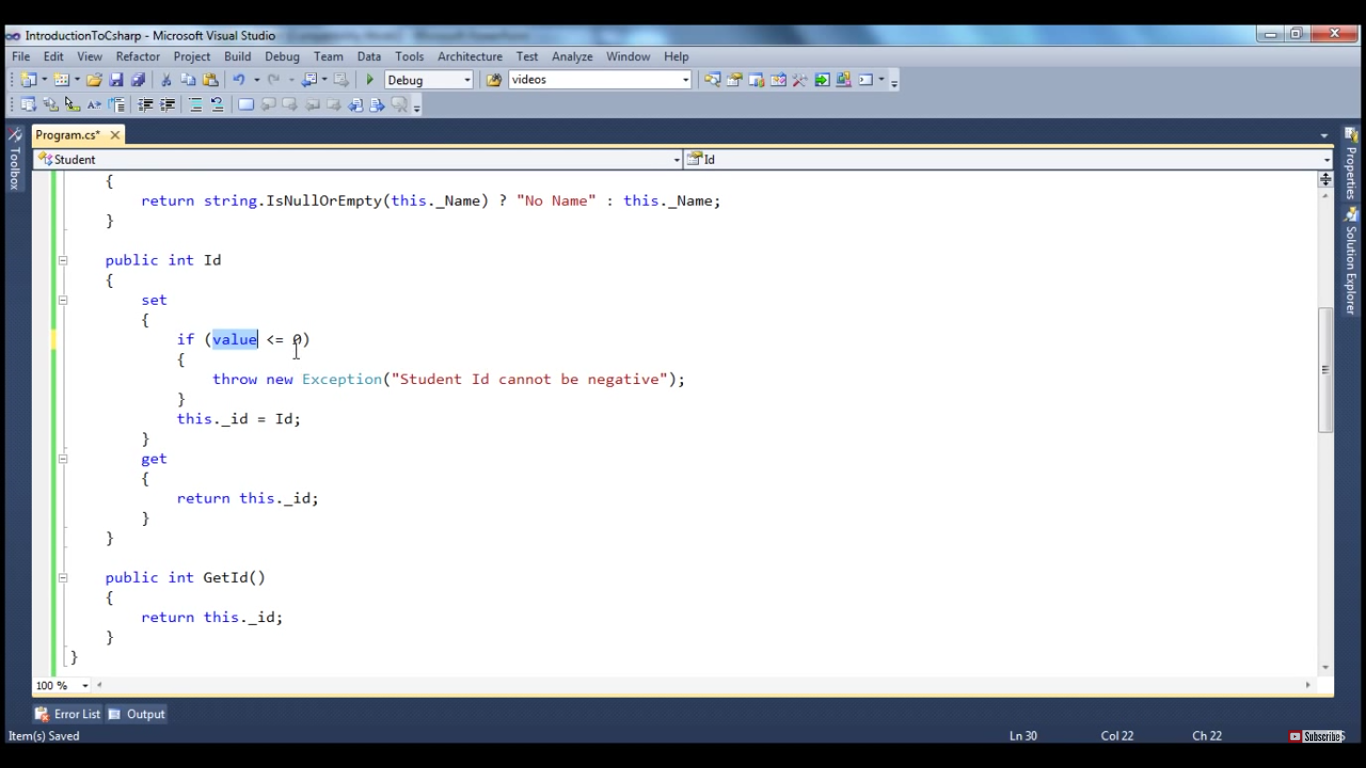 IntroductionToCsharp - Microsoft Visual Studio
File Edit View Refactor Project Build Debug Team Data Tools Architecture Test Analyze Window Help
Debug videos
Program.cs* 
Student Id
Toolbox
Properties
Solution Explorer
{
return string.IsNullOrEmpty(this._Name) ? "No Name" : this._Name;
}
public int Id
{
set
{
if (value <= 0)
{
throw new Exception("Student Id cannot be negative");
}
this._id = Id;
}
get
{
return this._id;
}
}
public int GetId()
{
return this._id;
}
}
100 %
Error List Output
Item(s) Saved Ln 30 Col 22 Ch 22 Subscribe